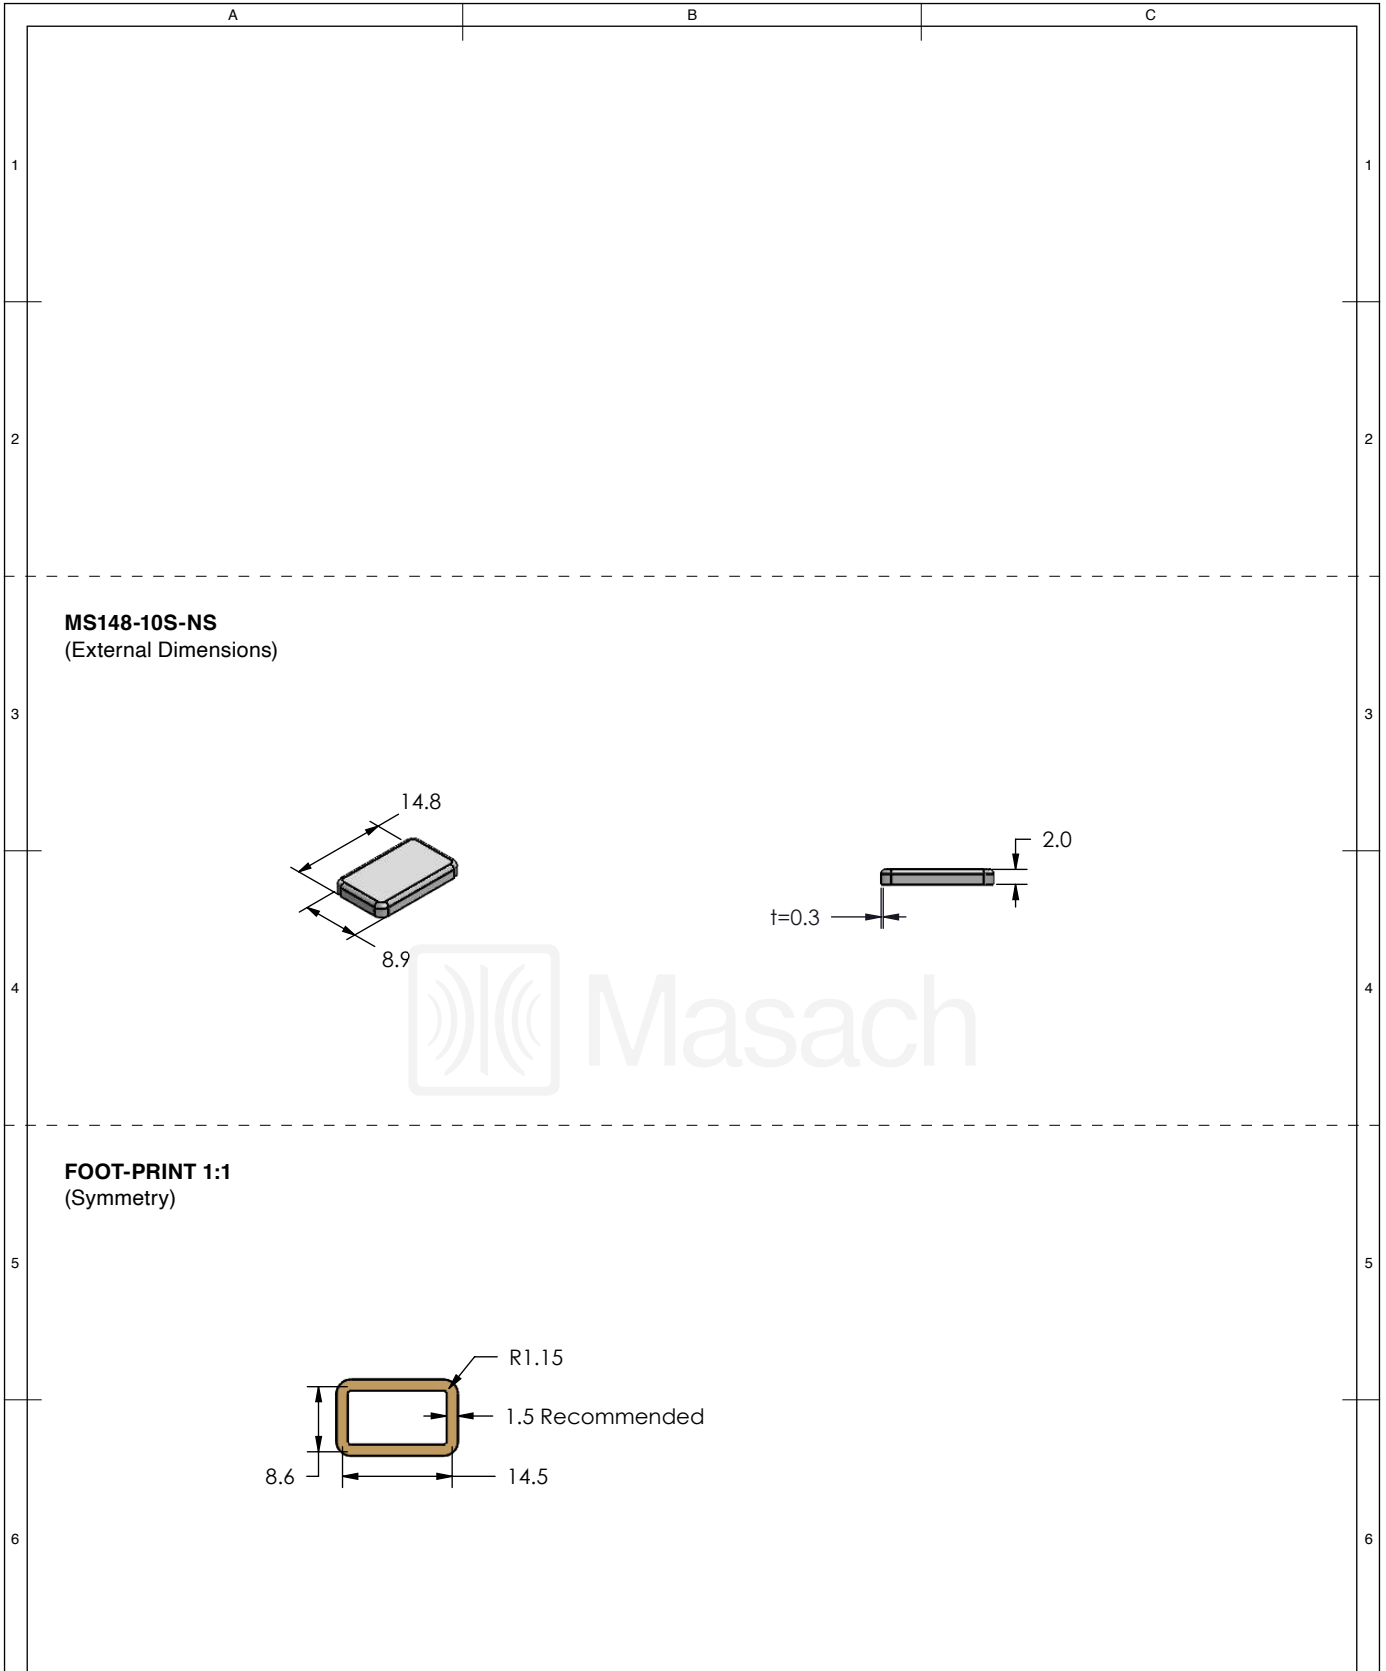 A B C
1 1
2 2
MS148-10S-NS
(External Dimensions)
3 3
14.8
2.0
t=0.3
8.9
4 4
Masach
FOOT-PRINT 1:1
(Symmetry)
5 5
R1.15
1.5 Recommended
8.6 14.5
6 6